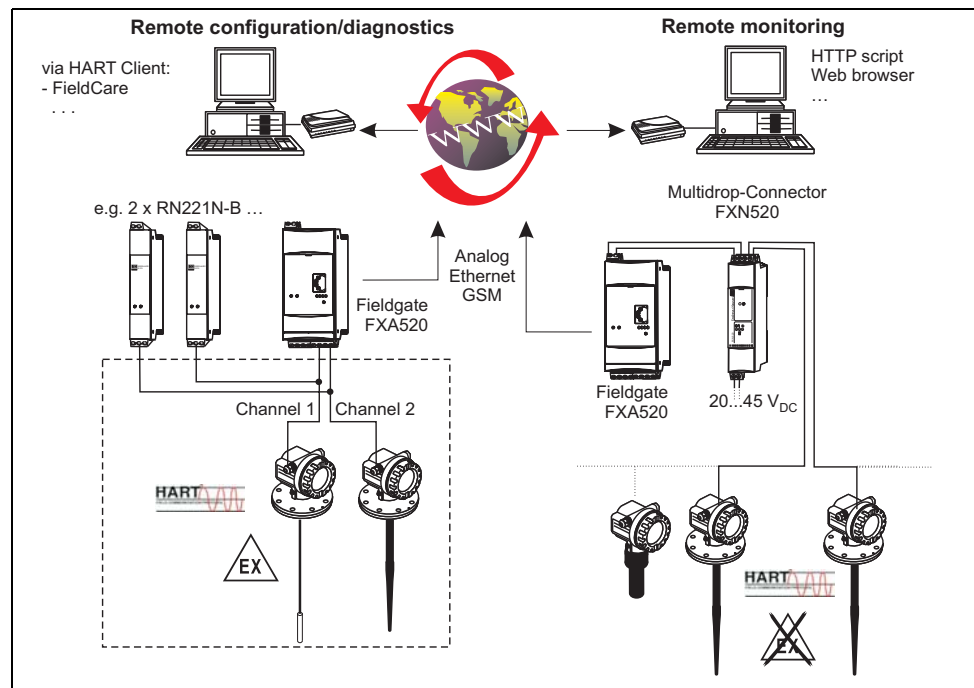 Remote configuration/diagnostics
Remote monitoring
via HART Client:
- FieldCare
. . .
HTTP script
Web browser
...
WWW
Multidrop-Connector
FXN520
e.g. 2 x RN221N-B ...
Analog
Ethernet
GSM
Fieldgate
FXA520
Fieldgate
FXA520
20...45 VDC
Channel 1
Channel 2
HART
EX
HART
EX